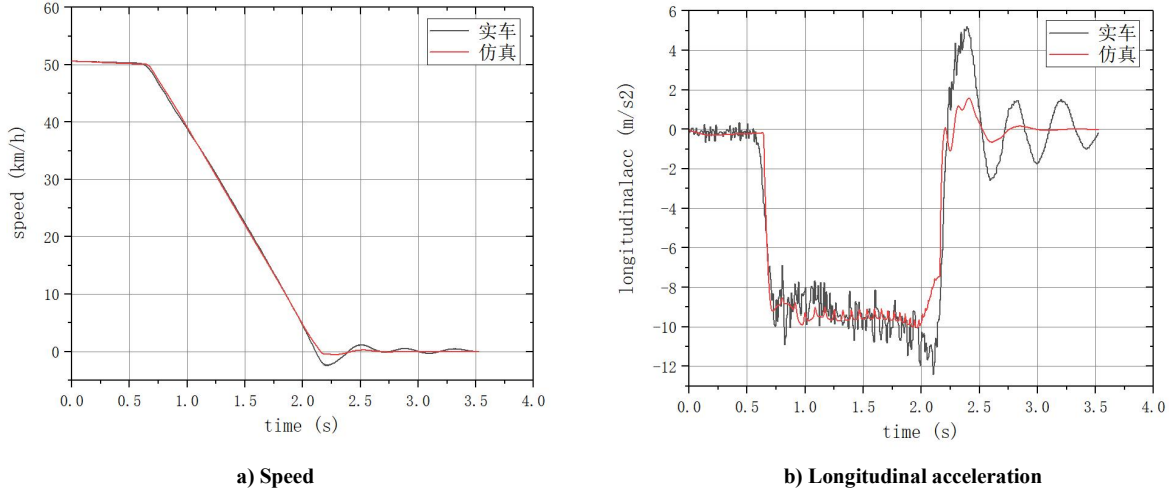 60
50
40
30
20
10
0
speed (km/h)
实车
仿真
0.0 0.5 1.0 1.5 2.0 2.5 3.0 3.5 4.0
time (s)
a) Speed
6
4
2
0
-2
-4
-6
-8
-10
-12
longitudinalacc (m/s2)
实车
仿真
0.0 0.5 1.0 1.5 2.0 2.5 3.0 3.5 4.0
time (s)
b) Longitudinal acceleration